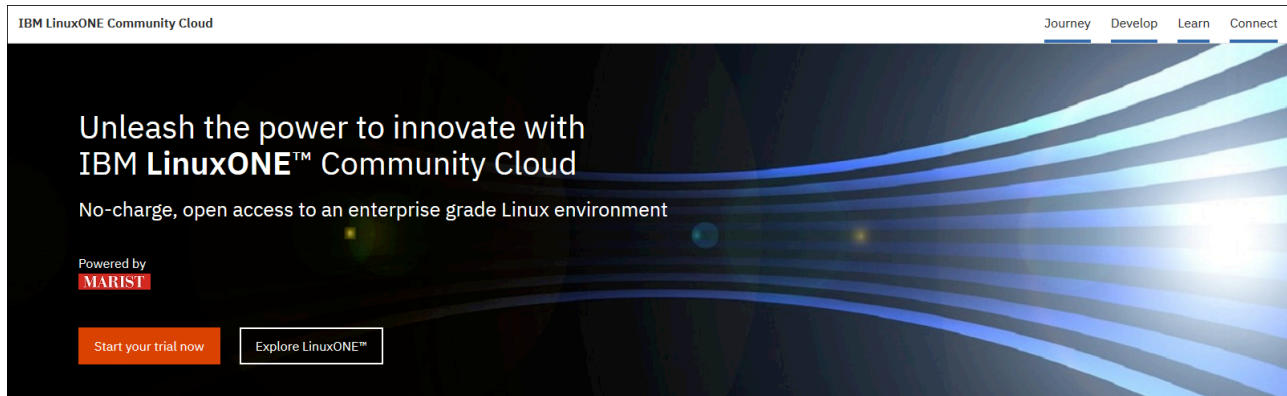 IBM LinuxONE Community Cloud
Journey Develop Learn Connect
Unleash the power to innovate with
IBM LinuxONE™ Community Cloud
No-charge, open access to an enterprise grade Linux environment
Powered by
MARIST
Start your trial now
Explore LinuxONE™